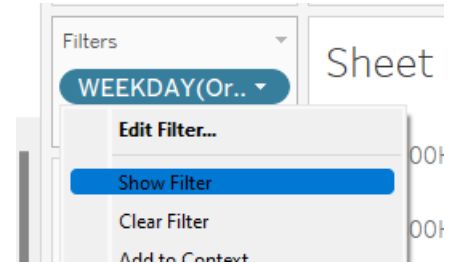 Filters
Sheet
WEEKDAY(Or..
Edit Filter...
Show Filter
Clear Filter
Add to Context